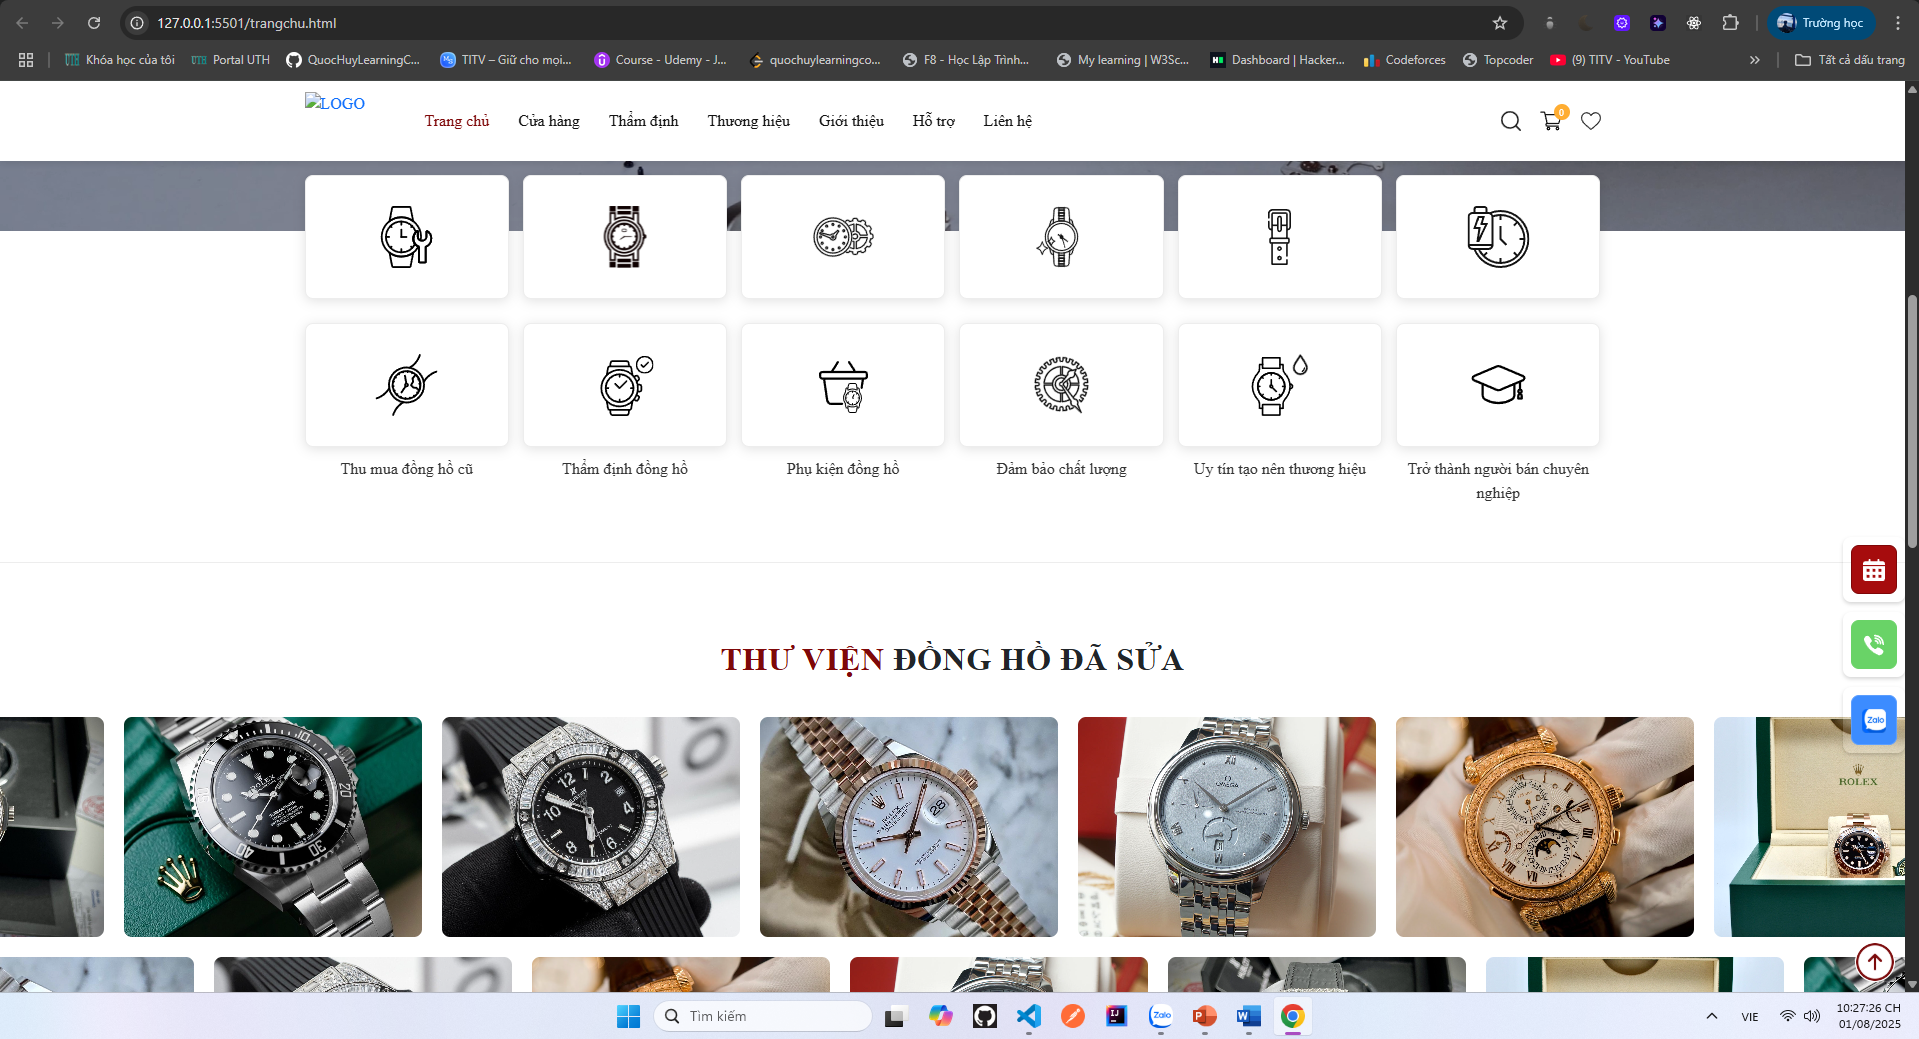 127.0.0.1:5501/trangchu.html
Trường học
Khóa học của tôi
Portal UTH
QuocHuyLearningC...
TITV – Giữ cho mọi...
Course - Udemy - J...
quochuylearningco...
F8 - Học Lập Trình...
My learning | W3Sc...
Dashboard | Hacker...
Codeforces
Topcoder
(9) TITV - YouTube
Tất cả dấu trang
LOGO
Trang chủ
Cửa hàng
Thẩm định
Thương hiệu
Giới thiệu
Hỗ trợ
Liên hệ
0
Thu mua đồng hồ cũ
Thẩm định đồng hồ
Phụ kiện đồng hồ
Đảm bảo chất lượng
Uy tín tạo nên thương hiệu
Trở thành người bán chuyên
nghiệp
Zalo
THƯ VIỆN ĐỒNG HỒ ĐÃ SỬA
ROLEX
OMEGA
ROLEX
Tìm kiếm
Zalo
VIE
10:27:26 CH
01/08/2025